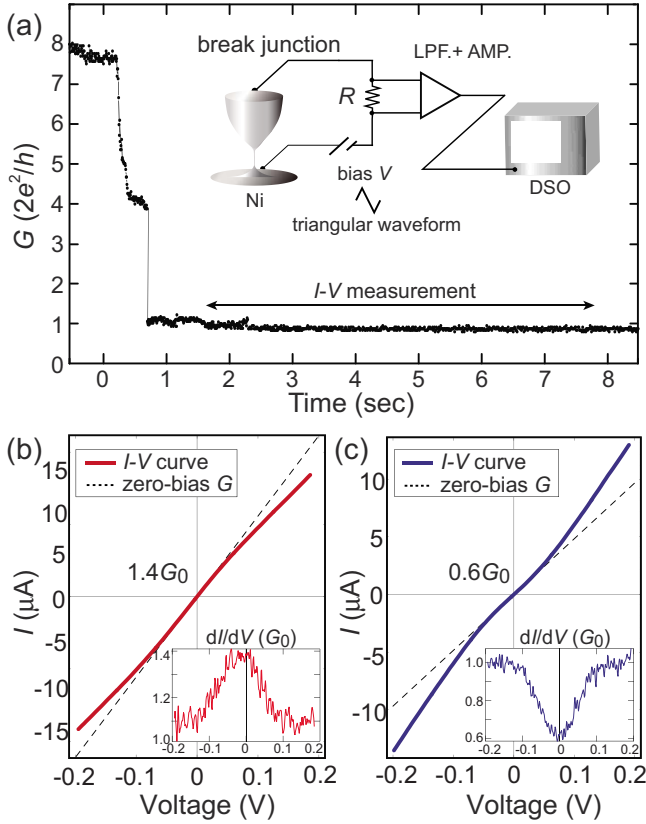 (a)
8
7
6
5
4
3
2
1
0
G (2e²/h)
break junction
LPF.+ AMP.
R
bias V
Ni
DSO
triangular waveform
I-V measurement
0 1 2 3 4 5 6 7 8
Time (sec)
(b)
I-V curve
zero-bias G
15
10
5
0
-5
-10
-15
I (μA)
1.4G₀
dI/dV (G₀)
1.4
1.2
1.0
-0.2 -0.1 0 0.1 0.2
-0.2 -0.1 0 0.1 0.2
Voltage (V)
(c)
I-V curve
zero-bias G
10
5
0
-5
-10
I (μA)
0.6G₀
dI/dV (G₀)
1.0
0.8
0.6
-0.2 -0.1 0 0.1 0.2
-0.2 -0.1 0 0.1 0.2
Voltage (V)